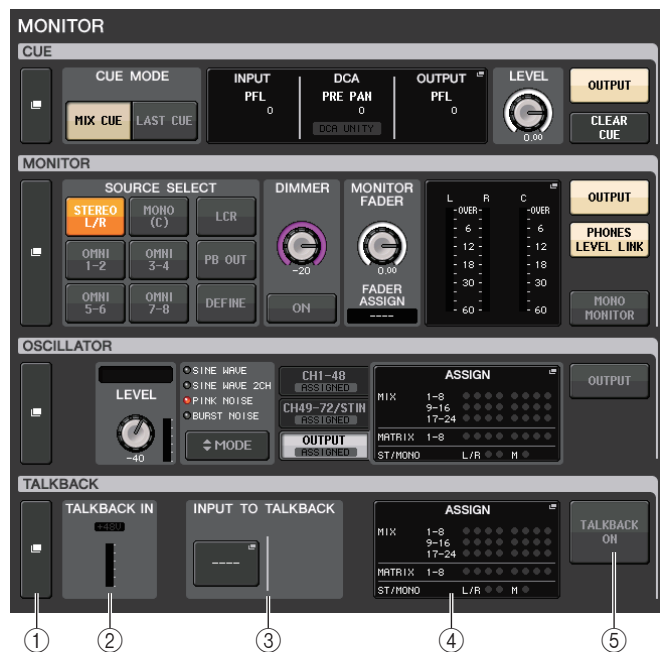 MONITOR
CUE
CUE MODE
MIX CUE
LAST CUE
INPUT
PFL
0
DCA
PRE PAN
0
DCA UNITY
OUTPUT
PFL
0
LEVEL
0.00
OUTPUT
CLEAR
CUE
MONITOR
SOURCE SELECT
STEREO
L/R
MONO
(C)
LCR
OMNI
1-2
OMNI
3-4
PB OUT
OMNI
5-6
OMNI
7-8
DEFINE
DIMMER
-20
ON
MONITOR
FADER
0.00
FADER
ASSIGN
----
L R C
-OVER- -OVER
- 6 - - 6
- 12 - - 12
- 18 - - 18
- 30 - - 30
- 60 - - 60
OUTPUT
PHONES
LEVEL LINK
MONO
MONITOR
OSCILLATOR
LEVEL
-40
SINE WAVE
SINE WAVE 2CH
PINK NOISE
BURST NOISE
MODE
CH1-48
ASSIGNED
CH49-72/STIN
ASSIGNED
OUTPUT
ASSIGNED
ASSIGN
MIX 1-8
9-16
17-24
MATRIX 1-8
ST/MONO L/R M
OUTPUT
TALKBACK
TALKBACK IN
+48V
INPUT TO TALKBACK
----
ASSIGN
MIX 1-8
9-16
17-24
MATRIX 1-8
ST/MONO L/R M
TALKBACK
ON
① ② ③ ④ ⑤